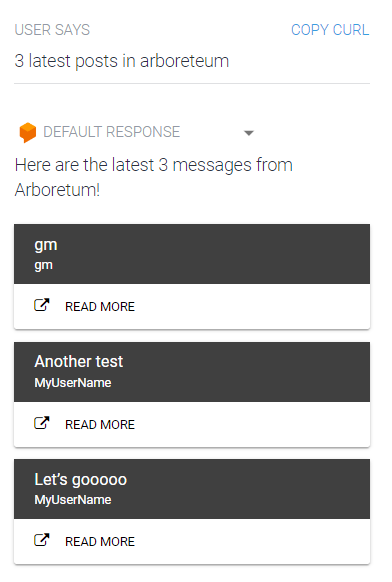 USER SAYS COPY CURL
3 latest posts in arboreteum
DEFAULT RESPONSE
Here are the latest 3 messages from
Arboretum!
gm
gm
READ MORE
Another test
MyUserName
READ MORE
Let’s gooooo
MyUserName
READ MORE